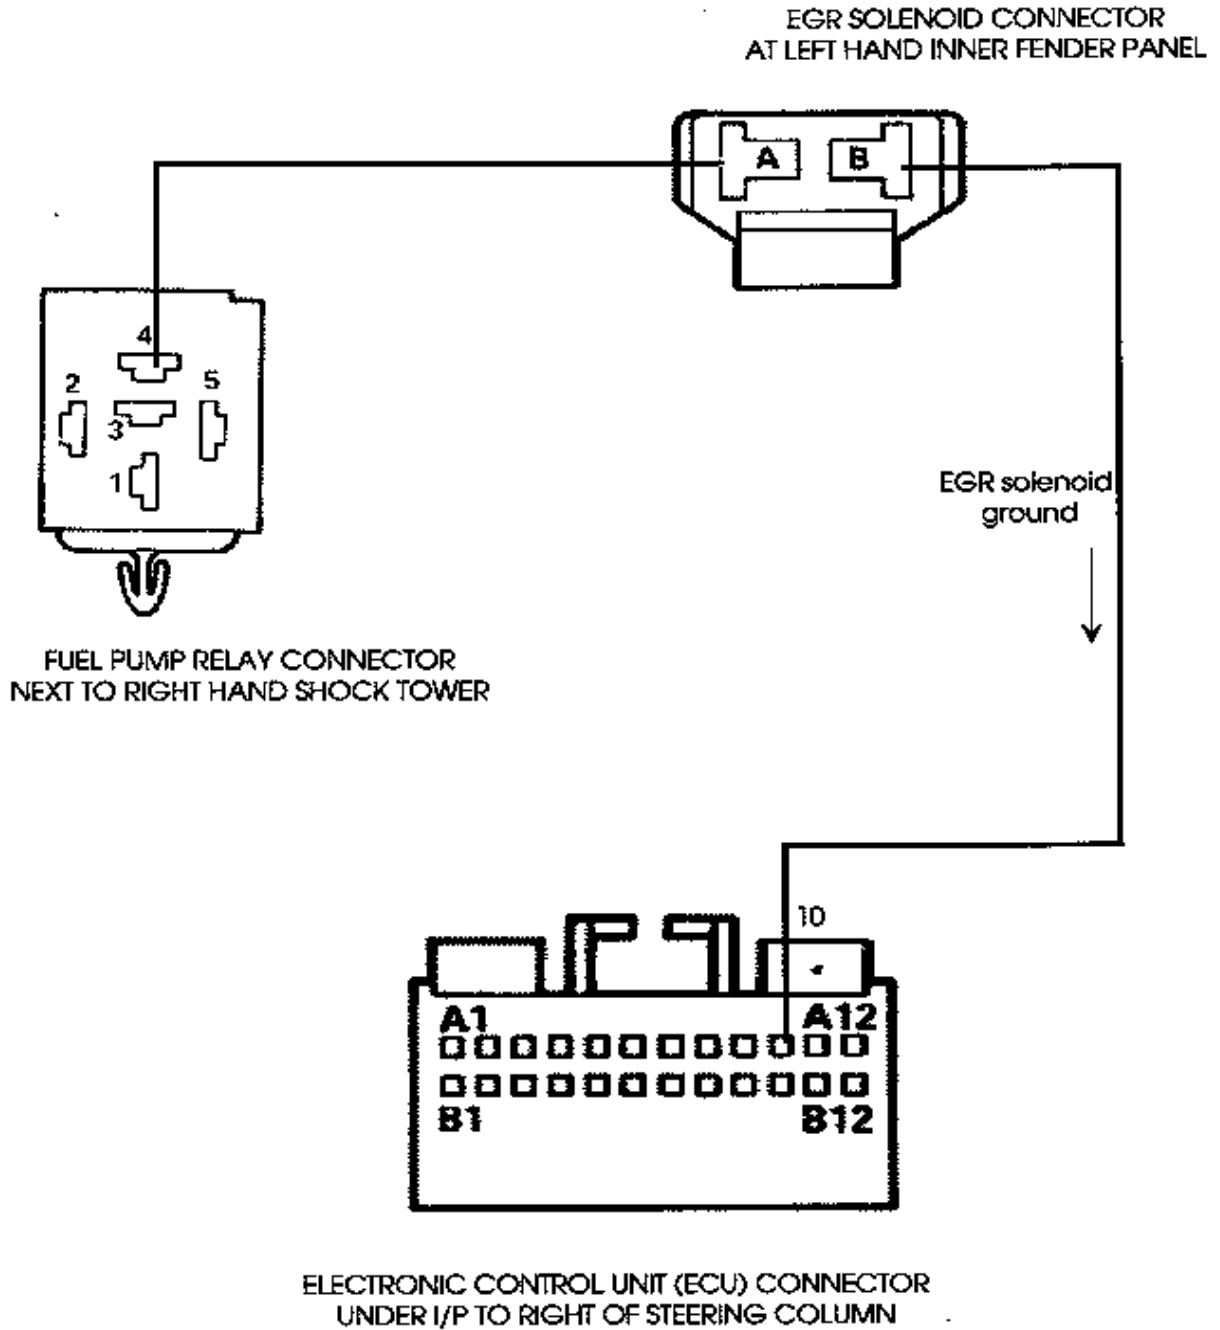 EGR SOLENOID CONNECTOR
AT LEFT HAND INNER FENDER PANEL
A B
4
2 5
3
1
EGR solenoid
ground
FUEL PUMP RELAY CONNECTOR
NEXT TO RIGHT HAND SHOCK TOWER
10
A1 A12
B1 B12
ELECTRONIC CONTROL UNIT (ECU) CONNECTOR
UNDER I/P TO RIGHT OF STEERING COLUMN